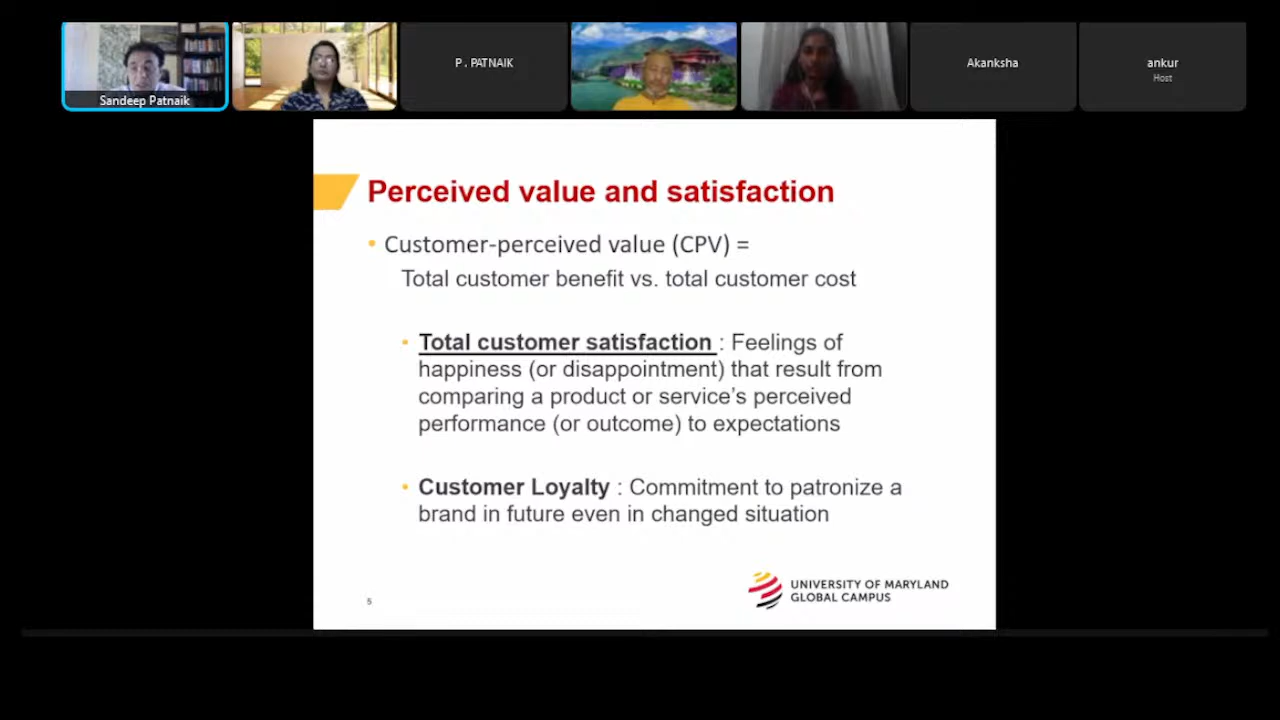 Sandeep Patnaik
P . PATNAIK
Akanksha
ankur
Host
Perceived value and satisfaction
• Customer-perceived value (CPV) =
Total customer benefit vs. total customer cost
• Total customer satisfaction : Feelings of
happiness (or disappointment) that result from
comparing a product or service’s perceived
performance (or outcome) to expectations
• Customer Loyalty : Commitment to patronize a
brand in future even in changed situation
5
UNIVERSITY OF MARYLAND
GLOBAL CAMPUS